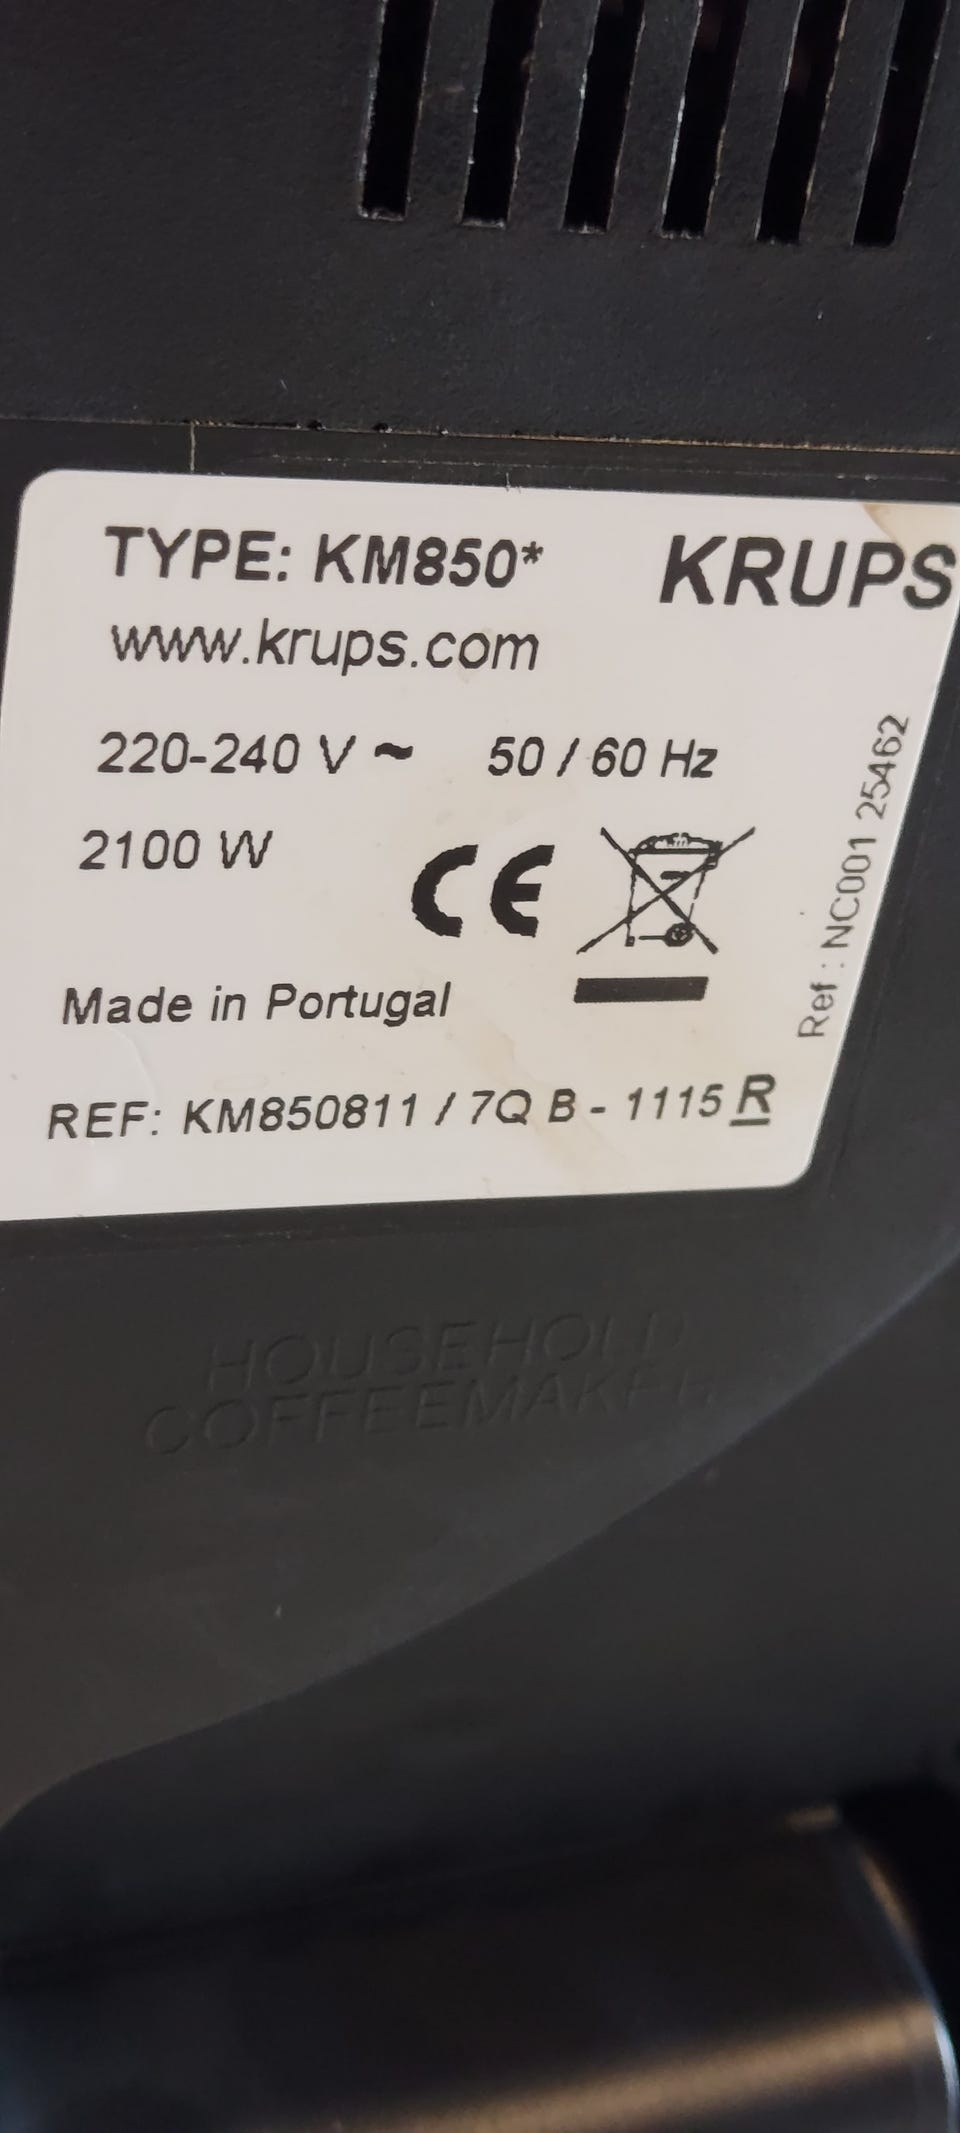 TYPE: KM850* KRUPS
www.krups.com
220-240 V ~ 50 / 60 Hz
2100 W CE
Made in Portugal
REF: KM850811 / 7Q B - 1115 R
Ref : NC001 25462
HOUSEHOLD
COFFEEMAKER